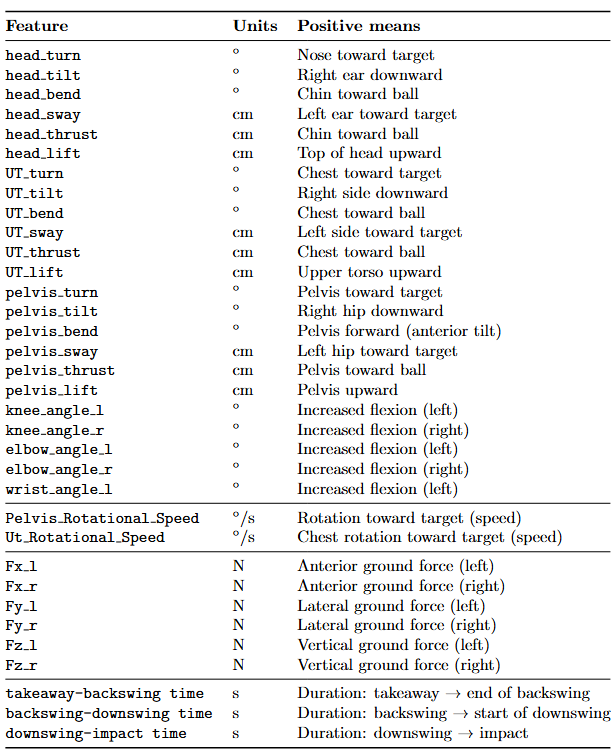 Feature Units Positive means
head_turn ° Nose toward target
head_tilt ° Right ear downward
head_bend ° Chin toward ball
head_sway cm Left ear toward target
head_thrust cm Chin toward ball
head_lift cm Top of head upward
UT_turn ° Chest toward target
UT_tilt ° Right side downward
UT_bend ° Chest toward ball
UT_sway cm Left side toward target
UT_thrust cm Chest toward ball
UT_lift cm Upper torso upward
pelvis_turn ° Pelvis toward target
pelvis_tilt ° Right hip downward
pelvis_bend ° Pelvis forward (anterior tilt)
pelvis_sway cm Left hip toward target
pelvis_thrust cm Pelvis toward ball
pelvis_lift cm Pelvis upward
knee_angle_l ° Increased flexion (left)
knee_angle_r ° Increased flexion (right)
elbow_angle_l ° Increased flexion (left)
elbow_angle_r ° Increased flexion (right)
wrist_angle_l ° Increased flexion (left)
Pelvis_Rotational_Speed °/s Rotation toward target (speed)
Ut_Rotational_Speed °/s Chest rotation toward target (speed)
Fx_l N Anterior ground force (left)
Fx_r N Anterior ground force (right)
Fy_l N Lateral ground force (left)
Fy_r N Lateral ground force (right)
Fz_l N Vertical ground force (left)
Fz_r N Vertical ground force (right)
takeaway-backswing time s Duration: takeaway → end of backswing
backswing-downswing time s Duration: backswing → start of downswing
downswing-impact time s Duration: downswing → impact